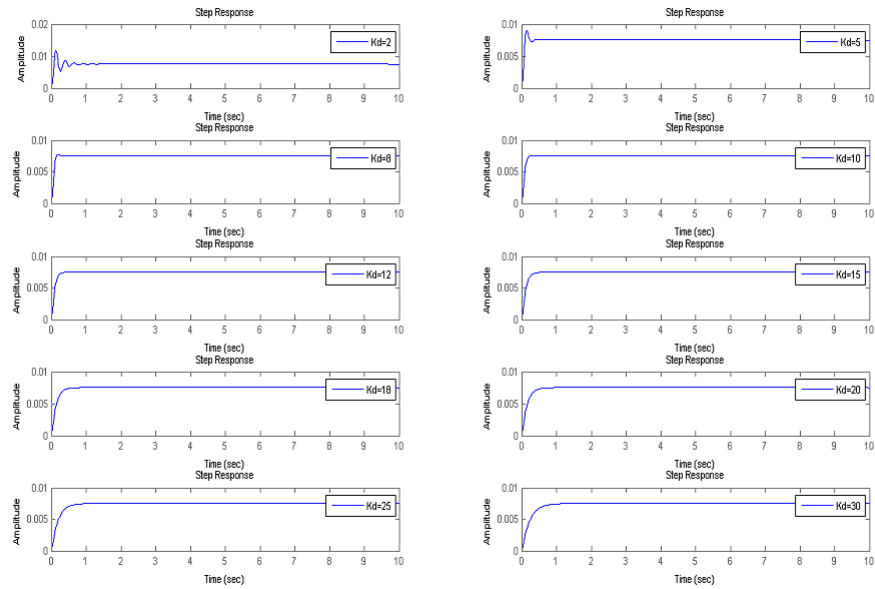 Step Response
0.02
0.01
0
Amplitude
Kd=2
0 1 2 3 4 5 6 7 8 9 10
Time (sec)
Step Response
0.01
0.005
0
Amplitude
Kd=5
0 1 2 3 4 5 6 7 8 9 10
Time (sec)
Step Response
0.01
0.005
0
Amplitude
Kd=8
0 1 2 3 4 5 6 7 8 9 10
Time (sec)
Step Response
0.01
0.005
0
Amplitude
Kd=10
0 1 2 3 4 5 6 7 8 9 10
Time (sec)
Step Response
0.01
0.005
0
Amplitude
Kd=12
0 1 2 3 4 5 6 7 8 9 10
Time (sec)
Step Response
0.01
0.005
0
Amplitude
Kd=15
0 1 2 3 4 5 6 7 8 9 10
Time (sec)
Step Response
0.01
0.005
0
Amplitude
Kd=18
0 1 2 3 4 5 6 7 8 9 10
Time (sec)
Step Response
0.01
0.005
0
Amplitude
Kd=20
0 1 2 3 4 5 6 7 8 9 10
Time (sec)
Step Response
0.01
0.005
0
Amplitude
Kd=25
0 1 2 3 4 5 6 7 8 9 10
Time (sec)
Step Response
0.01
0.005
0
Amplitude
Kd=30
0 1 2 3 4 5 6 7 8 9 10
Time (sec)